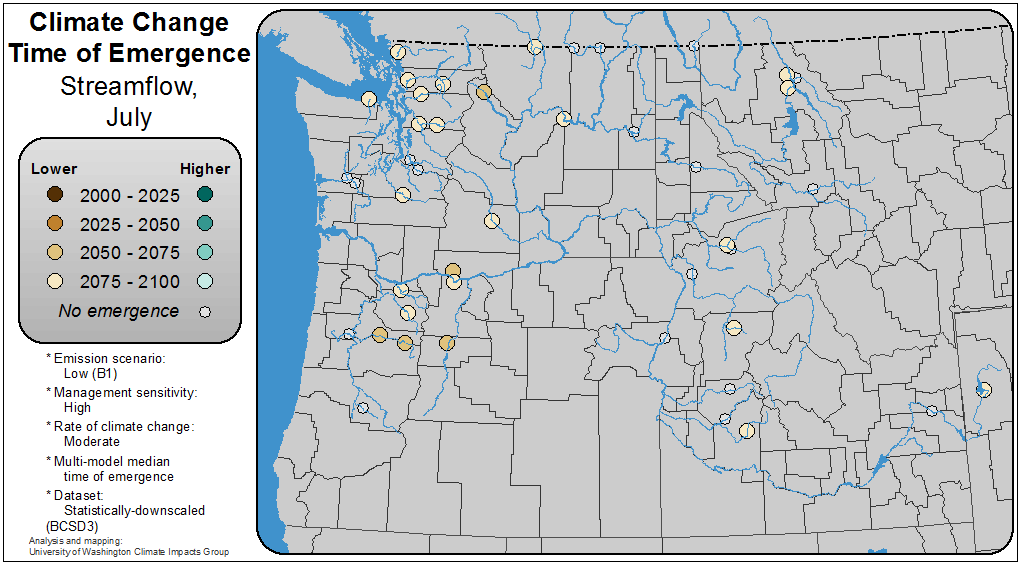 Climate Change
Time of Emergence
Streamflow,
July
Lower Higher
2000 - 2025
2025 - 2050
2050 - 2075
2075 - 2100
No emergence
* Emission scenario:
Low (B1)
* Management sensitivity:
High
* Rate of climate change:
Moderate
* Multi-model median
time of emergence
* Dataset:
Statistically-downscaled
(BCSD3)
Analysis and mapping:
University of Washington Climate Impacts Group